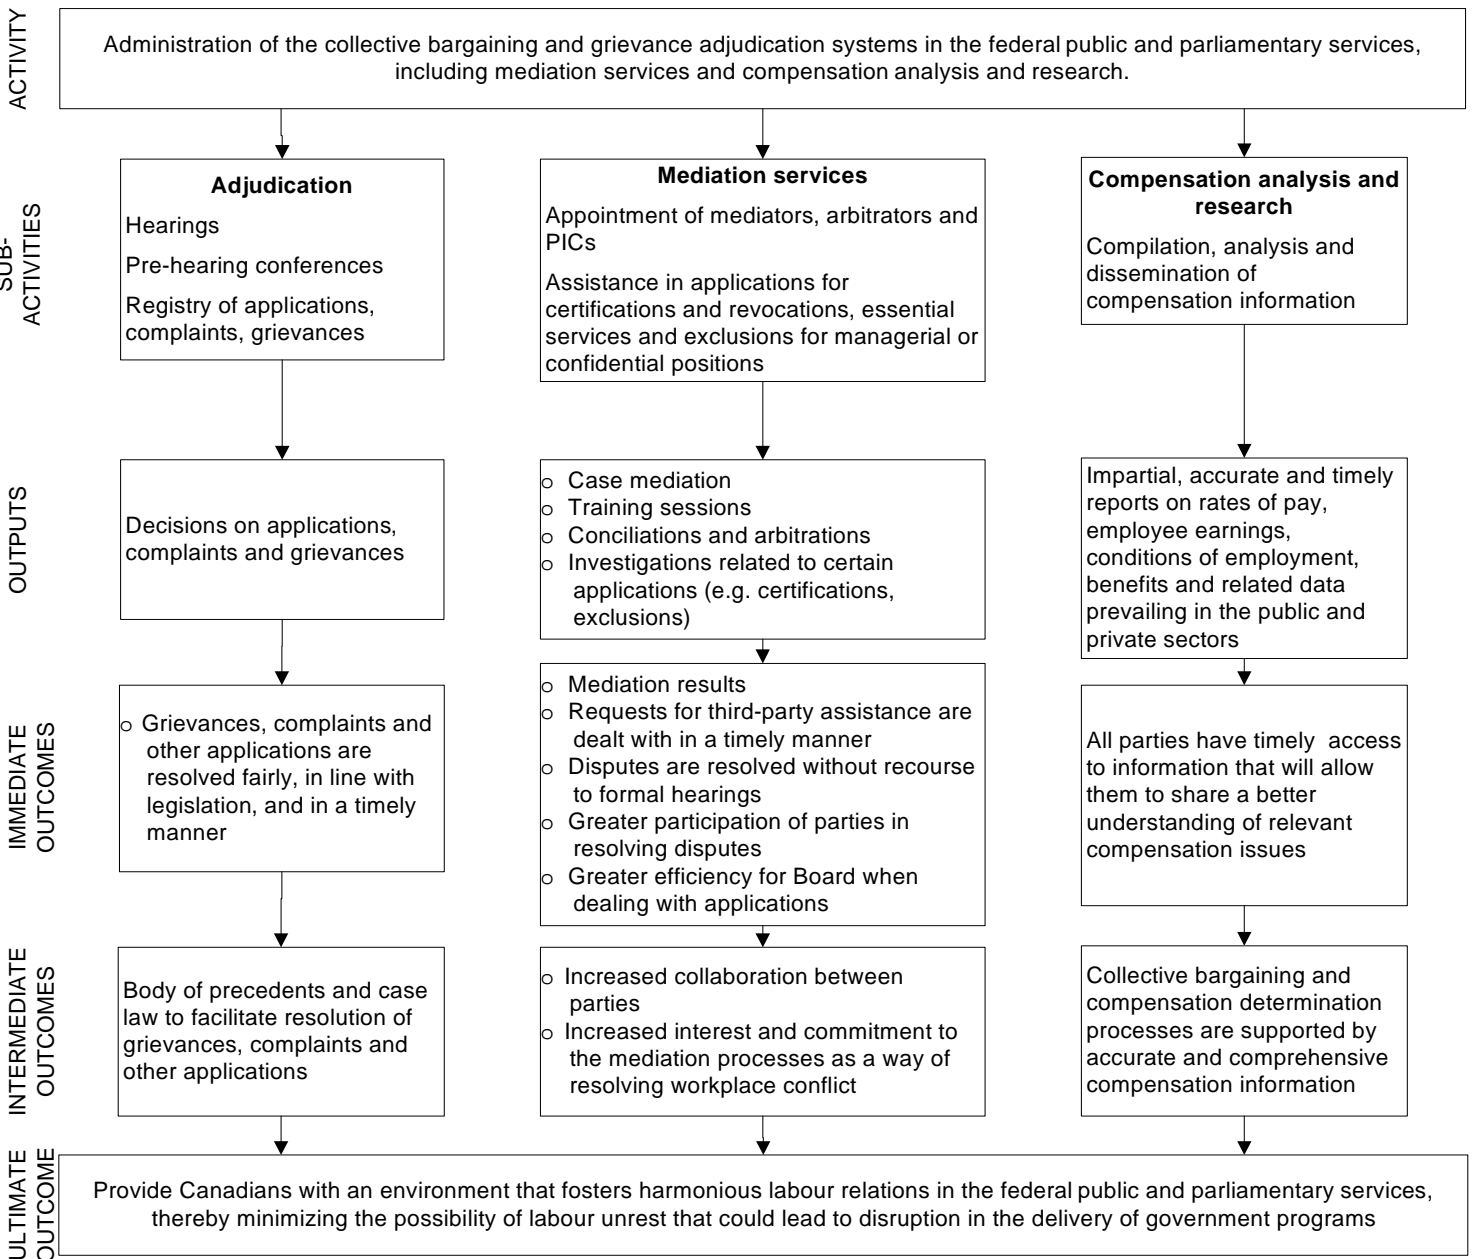 ACTIVITY
Administration of the collective bargaining and grievance adjudication systems in the federal public and parliamentary services,
including mediation services and compensation analysis and research.
SUB-
ACTIVITIES
Adjudication
Hearings
Pre-hearing conferences
Registry of applications,
complaints, grievances
Mediation services
Appointment of mediators, arbitrators and
PICs
Assistance in applications for
certifications and revocations, essential
services and exclusions for managerial or
confidential positions
Compensation analysis and
research
Compilation, analysis and
dissemination of
compensation information
OUTPUTS
Decisions on applications,
complaints and grievances
o Case mediation
o Training sessions
o Conciliations and arbitrations
o Investigations related to certain
applications (e.g. certifications,
exclusions)
Impartial, accurate and timely
reports on rates of pay,
employee earnings,
conditions of employment,
benefits and related data
prevailing in the public and
private sectors
IMMEDIATE
OUTCOMES
o Grievances, complaints and
other applications are
resolved fairly, in line with
legislation, and in a timely
manner
o Mediation results
o Requests for third-party assistance are
dealt with in a timely manner
o Disputes are resolved without recourse
to formal hearings
o Greater participation of parties in
resolving disputes
o Greater efficiency for Board when
dealing with applications
All parties have timely access
to information that will allow
them to share a better
understanding of relevant
compensation issues
INTERMEDIATE
OUTCOMES
Body of precedents and case
law to facilitate resolution of
grievances, complaints and
other applications
o Increased collaboration between
parties
o Increased interest and commitment to
the mediation processes as a way of
resolving workplace conflict
Collective bargaining and
compensation determination
processes are supported by
accurate and comprehensive
compensation information
ULTIMATE
OUTCOME
Provide Canadians with an environment that fosters harmonious labour relations in the federal public and parliamentary services,
thereby minimizing the possibility of labour unrest that could lead to disruption in the delivery of government programs